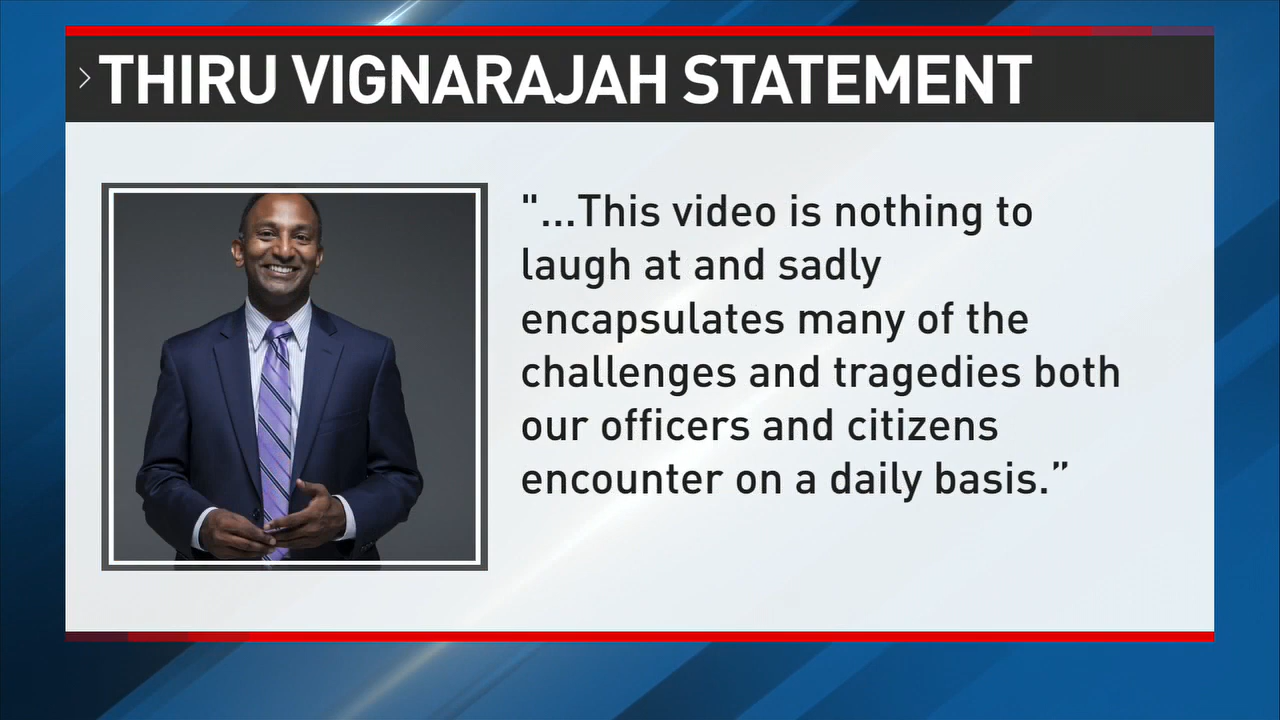 > THIRU VIGNARAJAH STATEMENT
"...This video is nothing to
laugh at and sadly
encapsulates many of the
challenges and tragedies both
our officers and citizens
encounter on a daily basis.”